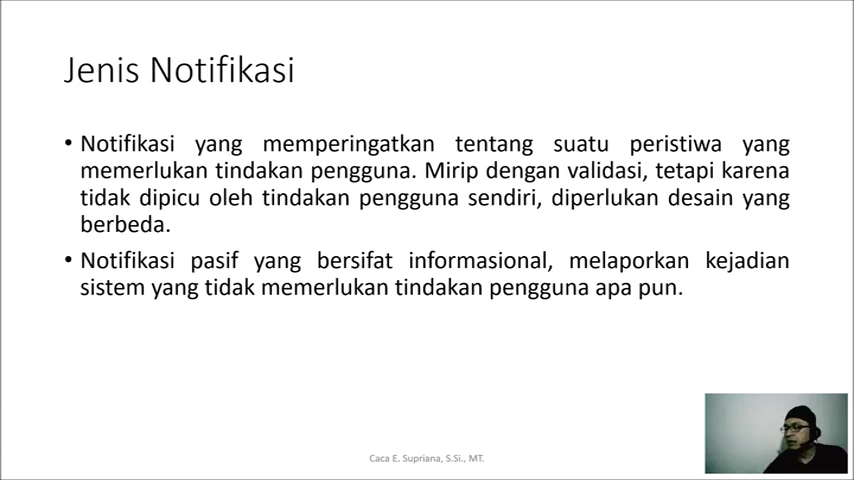 Jenis Notifikasi
• Notifikasi yang memperingatkan tentang suatu peristiwa yang
memerlukan tindakan pengguna. Mirip dengan validasi, tetapi karena
tidak dipicu oleh tindakan pengguna sendiri, diperlukan desain yang
berbeda.
• Notifikasi pasif yang bersifat informasional, melaporkan kejadian
sistem yang tidak memerlukan tindakan pengguna apa pun.
Caca E. Supriana, S.Si., MT.